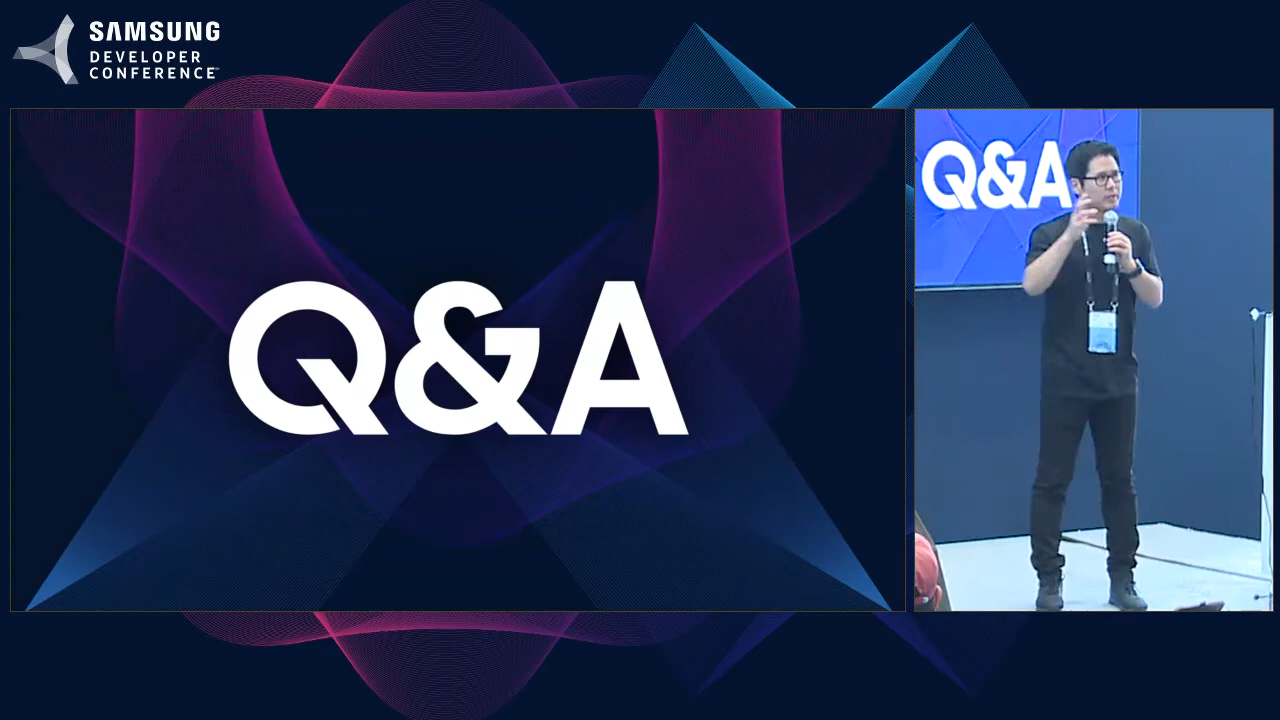 SAMSUNG
DEVELOPER
CONFERENCE
Q&A
Q&A